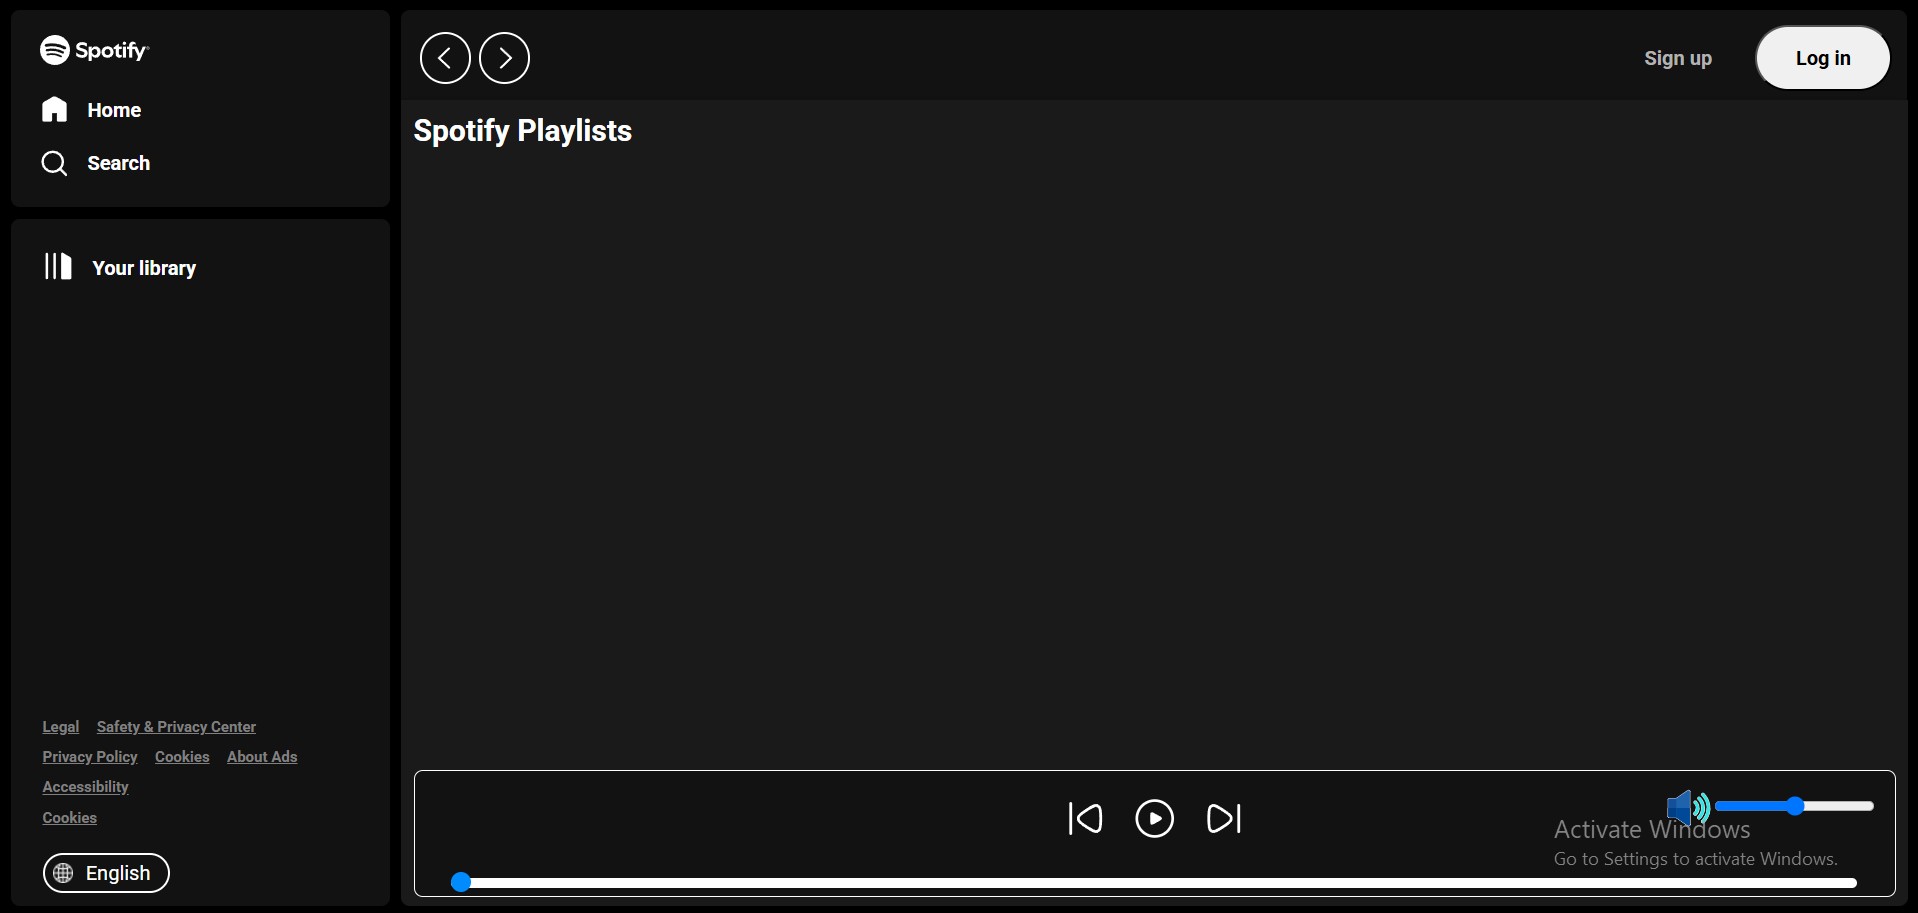 Spotify
Home
Search
Your library
Legal Safety & Privacy Center
Privacy Policy Cookies About Ads
Accessibility
Cookies
English
Sign up Log in
Spotify Playlists
Activate Windows
Go to Settings to activate Windows.